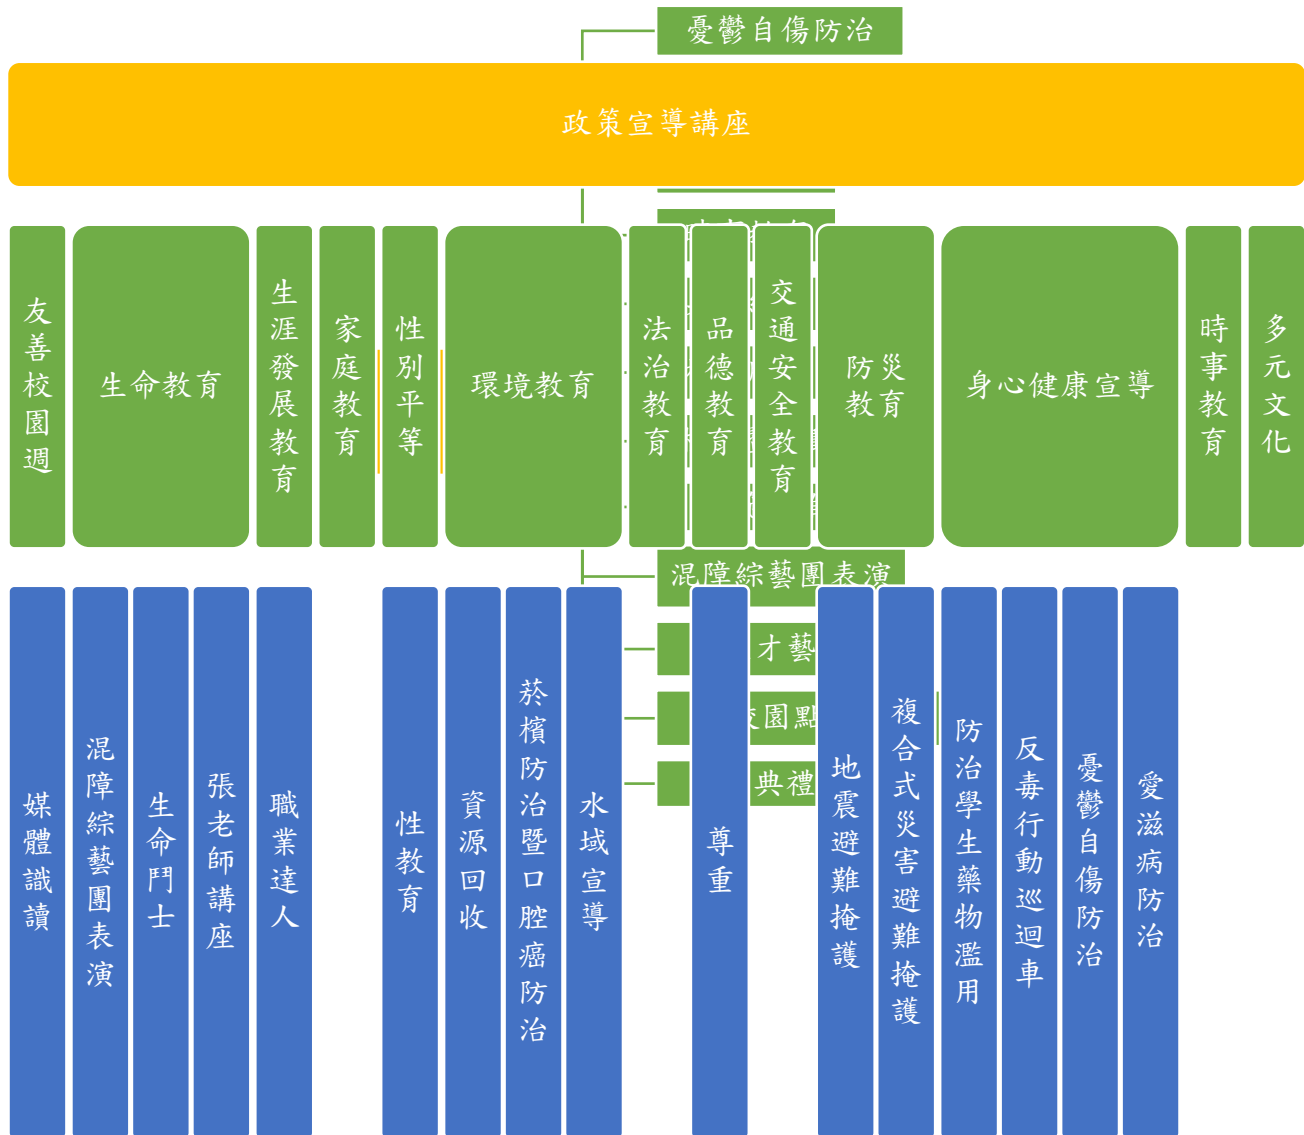 憂鬱自傷防治
政策宣導講座
友善校園週
生命教育
生涯發展教育
家庭教育
性別平等
環境教育
法治教育
品德教育
交通安全教育
防災
教育
身心健康宣導
時事教育
多元文化
混障綜藝團表演
才藝
校園點
典禮
媒體識讀
混障綜藝團表演
生命鬥士
張老師講座
職業達人
性教育
資源回收
菸檳防治暨口腔癌防治
水域宣導
尊重
地震避難掩護
複合式災害避難掩護
防治學生藥物濫用
反毒行動巡迴車
憂鬱自傷防治
愛滋病防治